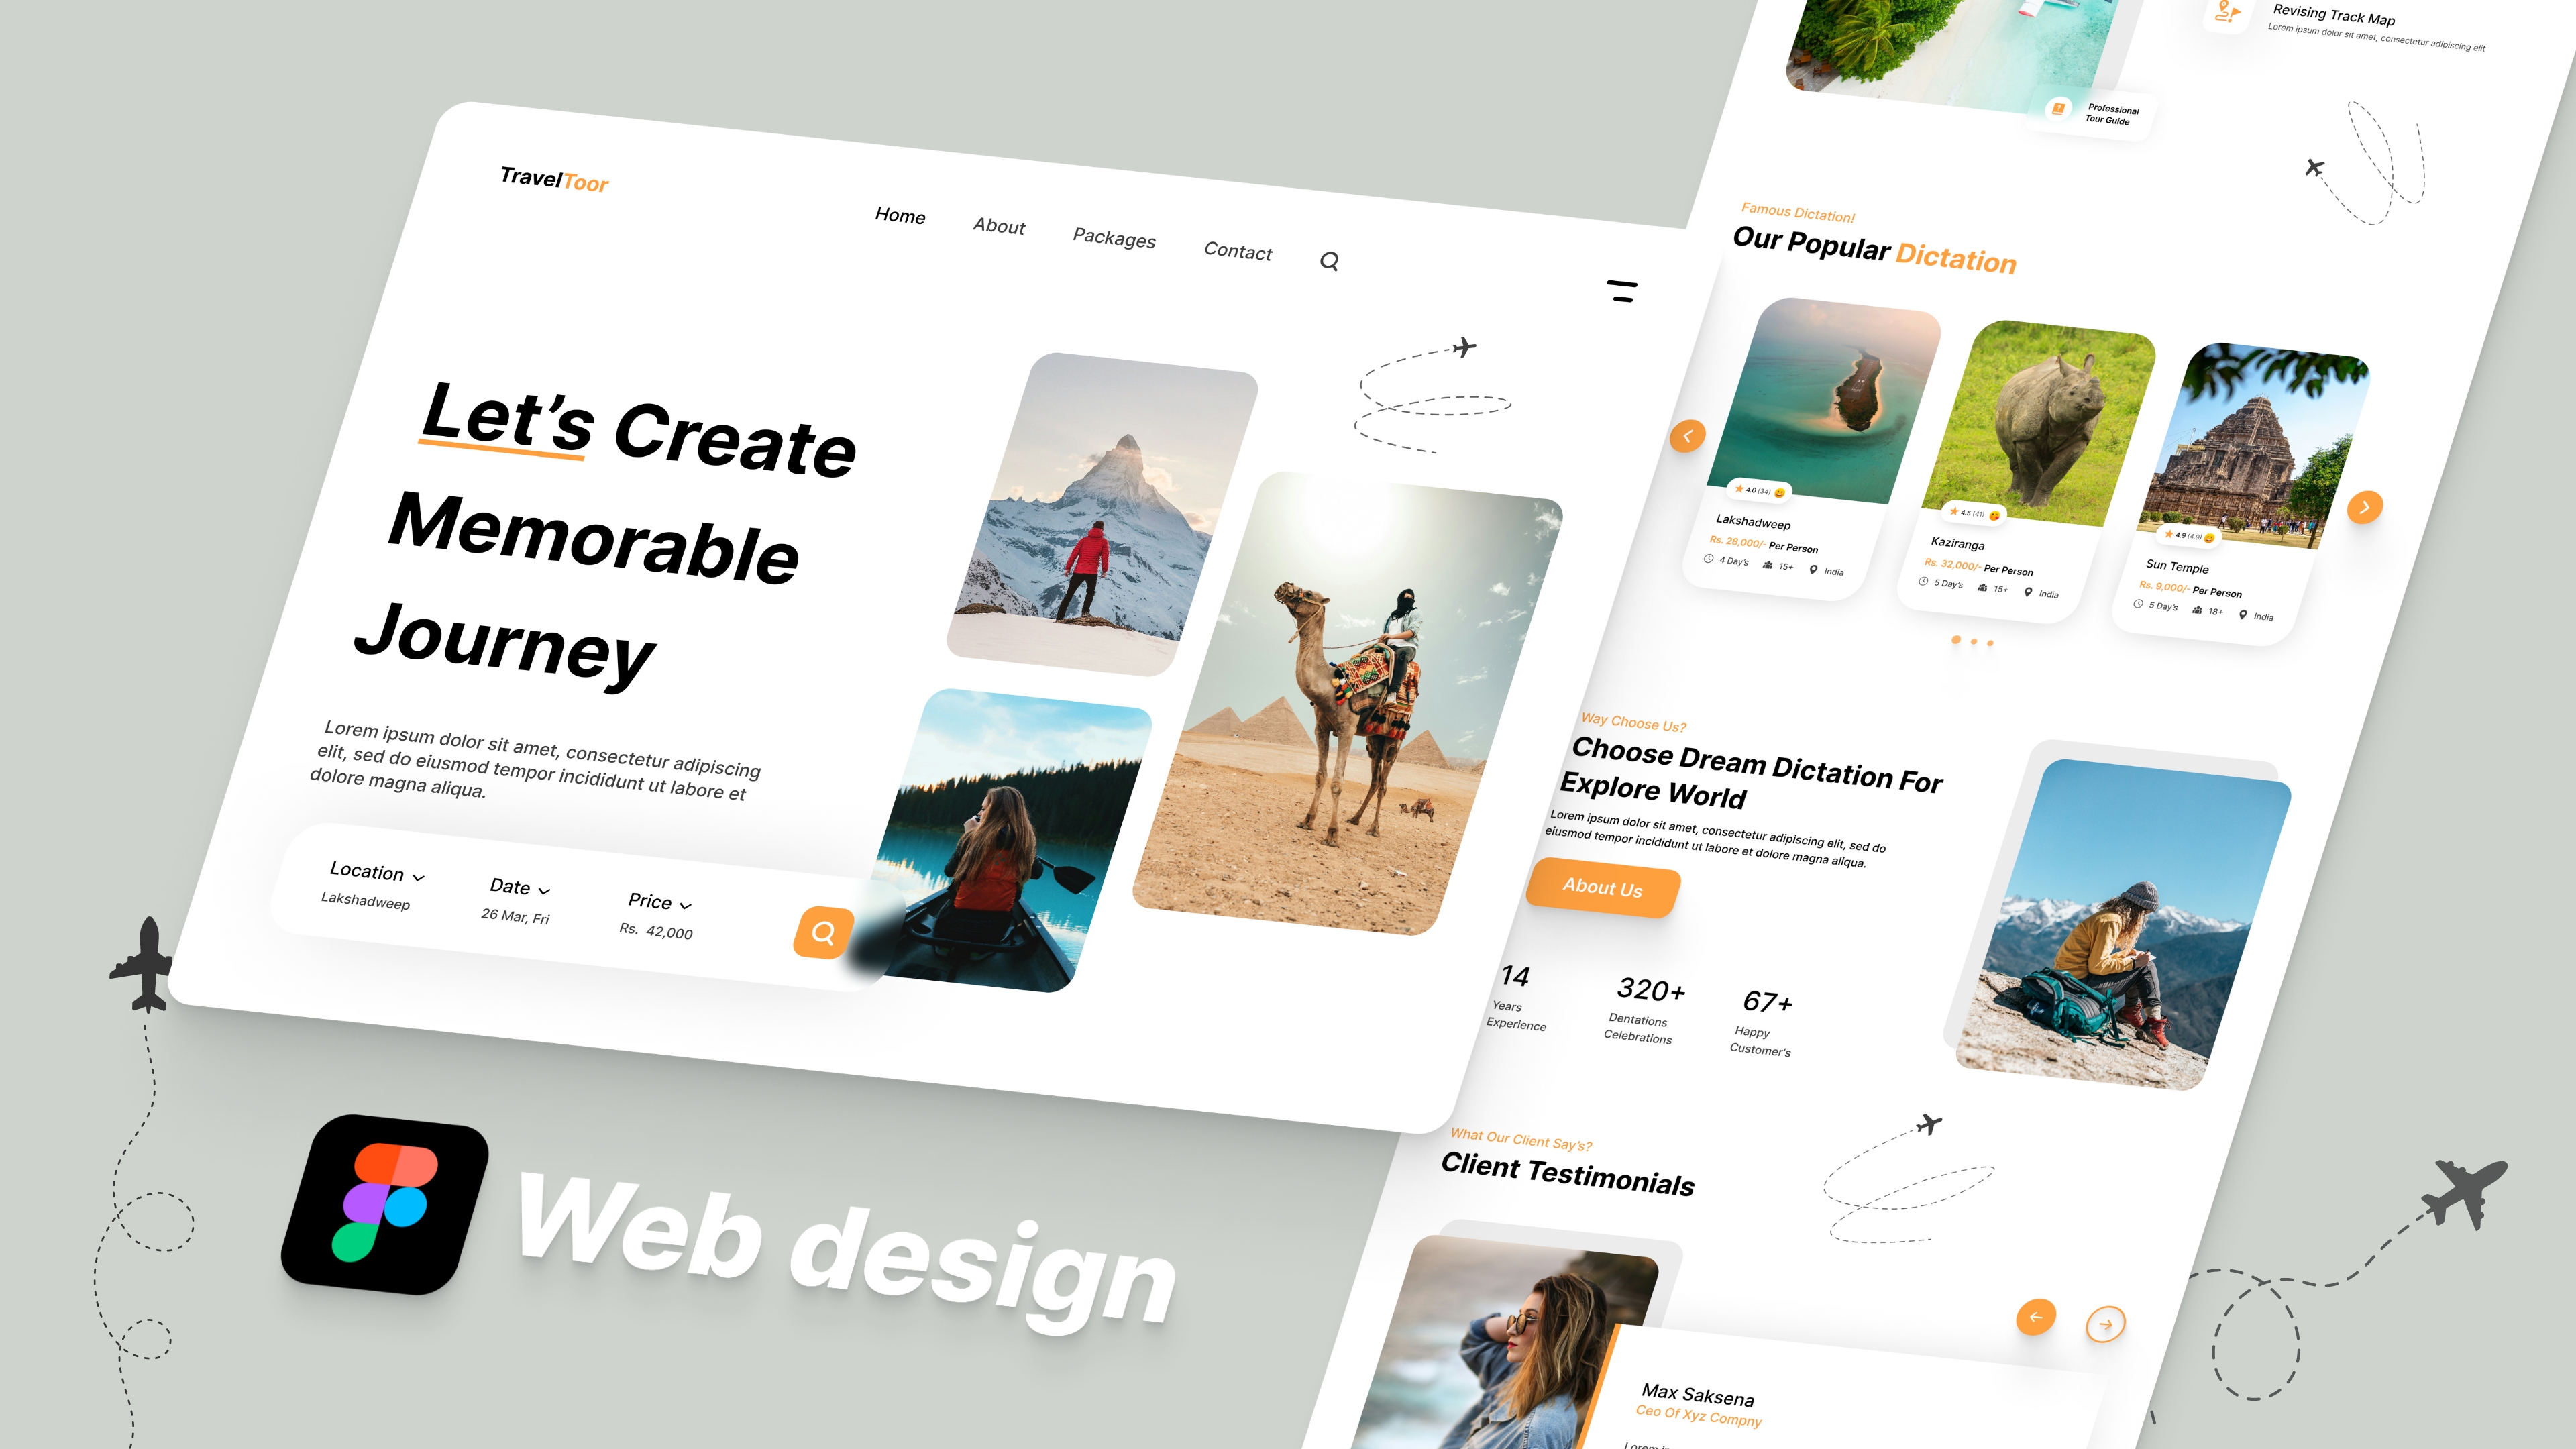 TravelToor
Home
About
Packages
Contact
Let's Create
Memorable
Journey
Lorem ipsum dolor sit amet, consectetur adipiscing
elit, sed do eiusmod tempor incididunt ut labore et
dolore magna aliqua.
Location
Lakshadweep
Date
26 Mar, Fri
Price
Rs. 42,000
Web design
Revising Track Map
Lorem ipsum dolor sit amet, consectetur adipiscing elit
Professional
Tour Guide
Famous Dictation!
Our Popular Dictation
4.0 (34)
Lakshadweep
Rs. 28,000/- Per Person
4 Day's
15+
India
4.5 (41)
Kaziranga
Rs. 32,000/- Per Person
5 Day's
15+
India
4.9 (4.9)
Sun Temple
Rs. 9,000/- Per Person
5 Day's
18+
India
Way Choose Us?
Choose Dream Dictation For
Explore World
Lorem ipsum dolor sit amet, consectetur adipiscing elit, sed do
eiusmod tempor incididunt ut labore et dolore magna aliqua.
About Us
14
Years
Experience
320+
Dentations
Celebrations
67+
Happy
Customer's
What Our Client Say's?
Client Testimonials
Max Saksena
Ceo Of Xyz Compny